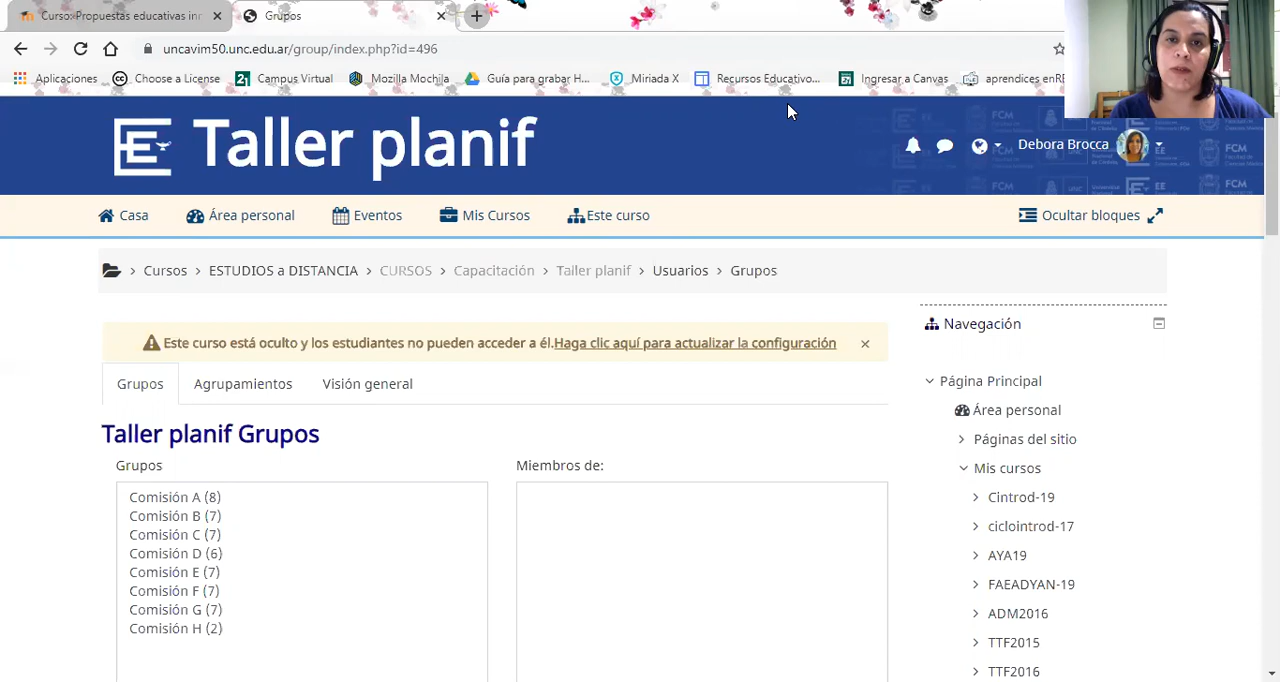 Curso: Propuestas educativas inn
Grupos
uncavim50.unc.edu.ar/group/index.php?id=496
Aplicaciones
Choose a License
Campus Virtual
Mozilla Mochila
Guía para grabar H...
Miriada X
Recursos Educativo...
Ingresar a Canvas
aprendices enRE
Taller planif
Debora Brocca
Casa
Área personal
Eventos
Mis Cursos
Este curso
Ocultar bloques
› Cursos › ESTUDIOS a DISTANCIA › CURSOS › Capacitación › Taller planif › Usuarios › Grupos
Este curso está oculto y los estudiantes no pueden acceder a él.Haga clic aquí para actualizar la configuración ×
Grupos
Agrupamientos
Visión general
Taller planif Grupos
Grupos
Comisión A (8)
Comisión B (7)
Comisión C (7)
Comisión D (6)
Comisión E (7)
Comisión F (7)
Comisión G (7)
Comisión H (2)
Miembros de:
Navegación
Página Principal
Área personal
Páginas del sitio
Mis cursos
Cintrod-19
ciclointrod-17
AYA19
FAEADYAN-19
ADM2016
TTF2015
TTF2016